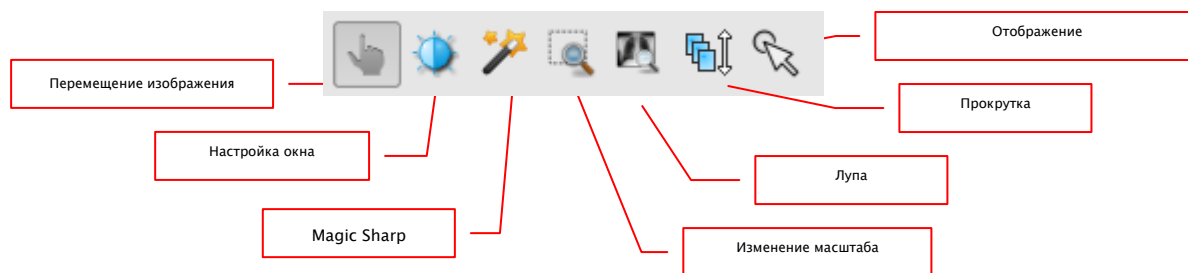 Отображение
Перемещение изображения
Прокрутка
Настройка окна
Лупа
Magic Sharp
Изменение масштаба